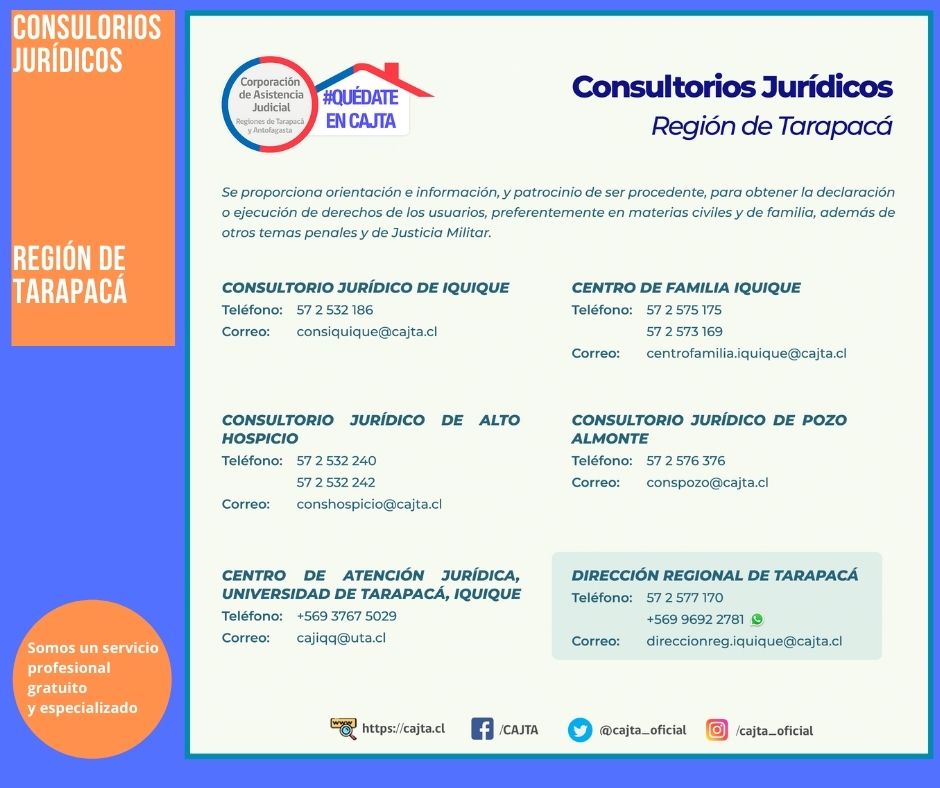 CONSULORIOS
JURÍDICOS
REGIÓN DE
TARAPACÁ
Somos un servicio
profesional
gratuito
y especializado
Corporación
de Asistencia
Judicial
Regiones de Tarapacá
y Antofagasta
#QUÉDATE
EN CAJTA
Consultorios Jurídicos
Región de Tarapacá
Se proporciona orientación e información, y patrocinio de ser procedente, para obtener la declaración
o ejecución de derechos de los usuarios, preferentemente en materias civiles y de familia, además de
otros temas penales y de Justicia Militar.
CONSULTORIO JURÍDICO DE IQUIQUE
Teléfono: 57 2 532 186
Correo: consiquique@cajta.cl
CENTRO DE FAMILIA IQUIQUE
Teléfono: 57 2 575 175
57 2 573 169
Correo: centrofamilia.iquique@cajta.cl
CONSULTORIO JURÍDICO DE ALTO
HOSPICIO
Teléfono: 57 2 532 240
57 2 532 242
Correo: conshospicio@cajta.cl
CONSULTORIO JURÍDICO DE POZO
ALMONTE
Teléfono: 57 2 576 376
Correo: conspozo@cajta.cl
CENTRO DE ATENCIÓN JURÍDICA,
UNIVERSIDAD DE TARAPACÁ, IQUIQUE
Teléfono: +569 3767 5029
Correo: cajiqq@uta.cl
DIRECCIÓN REGIONAL DE TARAPACÁ
Teléfono: 57 2 577 170
+569 9692 2781
Correo: direccionreg.iquique@cajta.cl
www https://cajta.cl /CAJTA @cajta_oficial /cajta_oficial